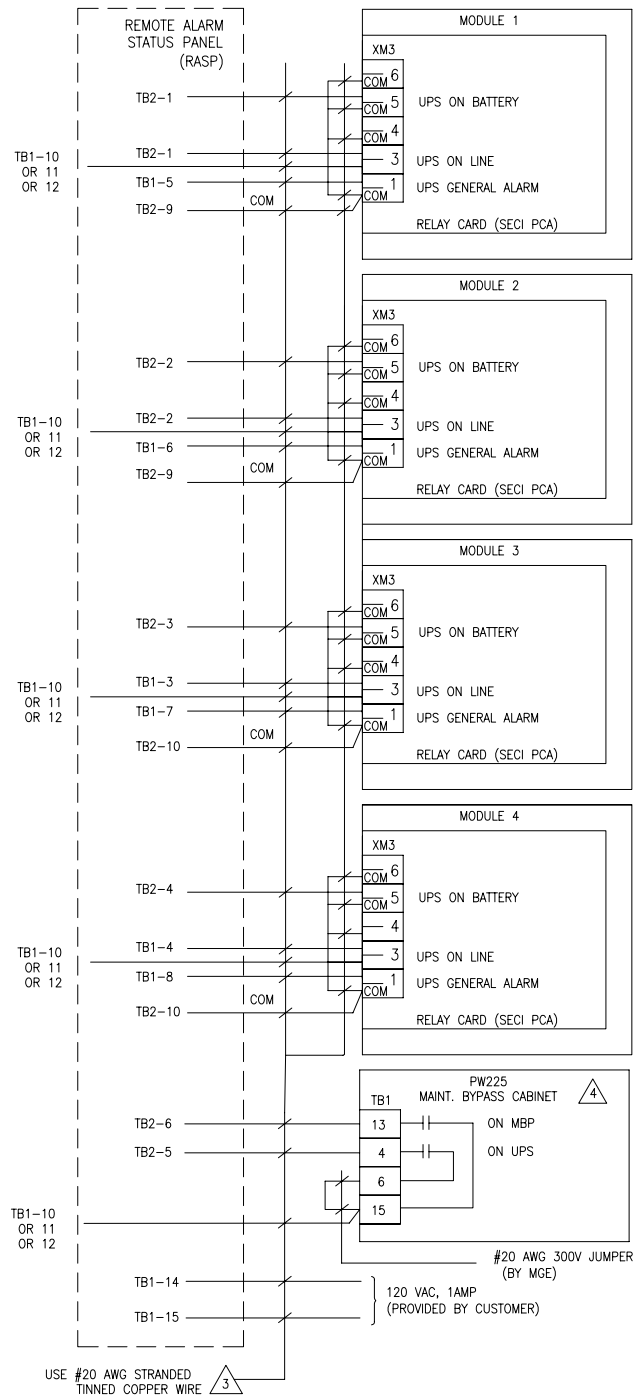 REMOTE ALARM
STATUS PANEL
(RASP)
MODULE 1
XM3
COM 6
TB2-1
COM 5 UPS ON BATTERY
COM 4
TB1-10
OR 11
OR 12
TB2-1
3 UPS ON LINE
TB1-5
1 UPS GENERAL ALARM
COM
TB2-9
COM
RELAY CARD (SECI PCA)
MODULE 2
XM3
COM 6
TB2-2
COM 5 UPS ON BATTERY
COM 4
TB1-10
OR 11
OR 12
TB2-2
3 UPS ON LINE
TB1-6
1 UPS GENERAL ALARM
COM
TB2-9
COM
RELAY CARD (SECI PCA)
MODULE 3
XM3
COM 6
TB2-3
COM 5 UPS ON BATTERY
COM 4
TB1-10
OR 11
OR 12
TB1-3
3 UPS ON LINE
TB1-7
1 UPS GENERAL ALARM
COM
TB2-10
COM
RELAY CARD (SECI PCA)
MODULE 4
XM3
COM 6
TB2-4
COM 5 UPS ON BATTERY
4
TB1-10
OR 11
OR 12
TB1-4
3 UPS ON LINE
TB1-8
1 UPS GENERAL ALARM
COM
TB2-10
COM
RELAY CARD (SECI PCA)
PW225
MAINT. BYPASS CABINET 4
TB1
TB2-6
13 ON MBP
TB2-5
4 ON UPS
6
15
TB1-10
OR 11
OR 12
#20 AWG 300V JUMPER
(BY MGE)
TB1-14
120 VAC, 1AMP
(PROVIDED BY CUSTOMER)
TB1-15
USE #20 AWG STRANDED
TINNED COPPER WIRE 3